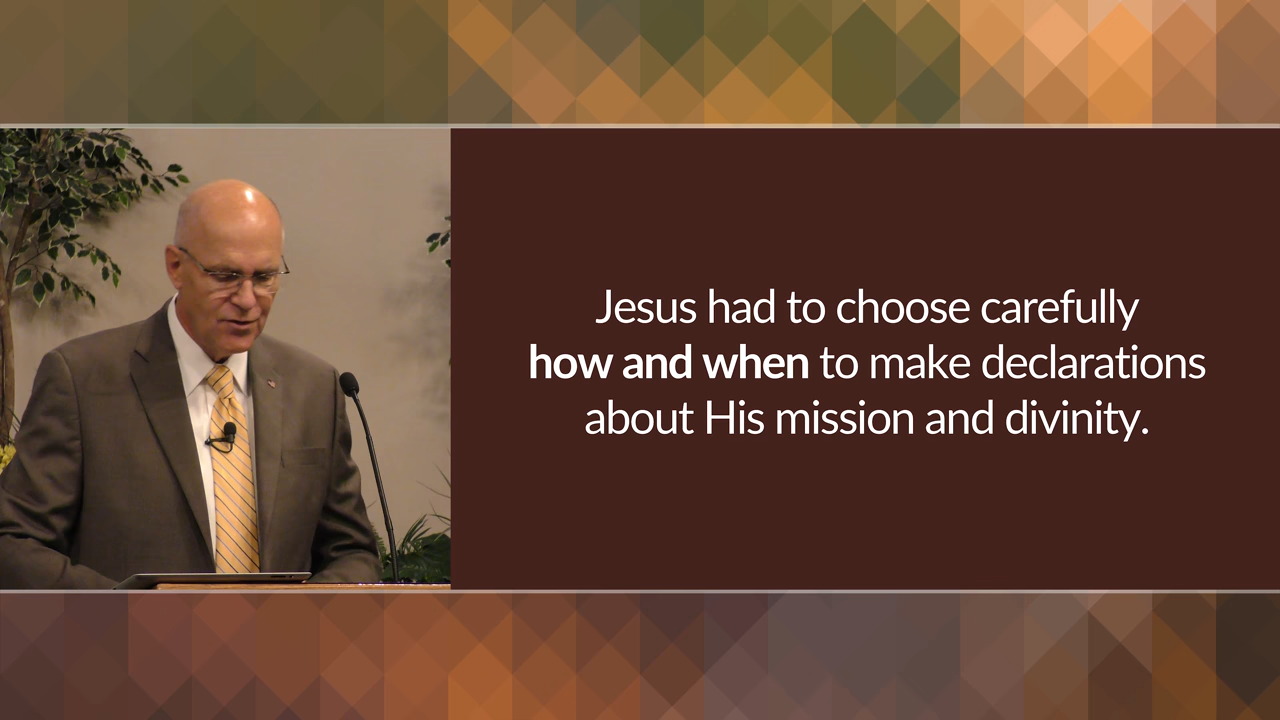 Jesus had to choose carefully
how and when to make declarations
about His mission and divinity.